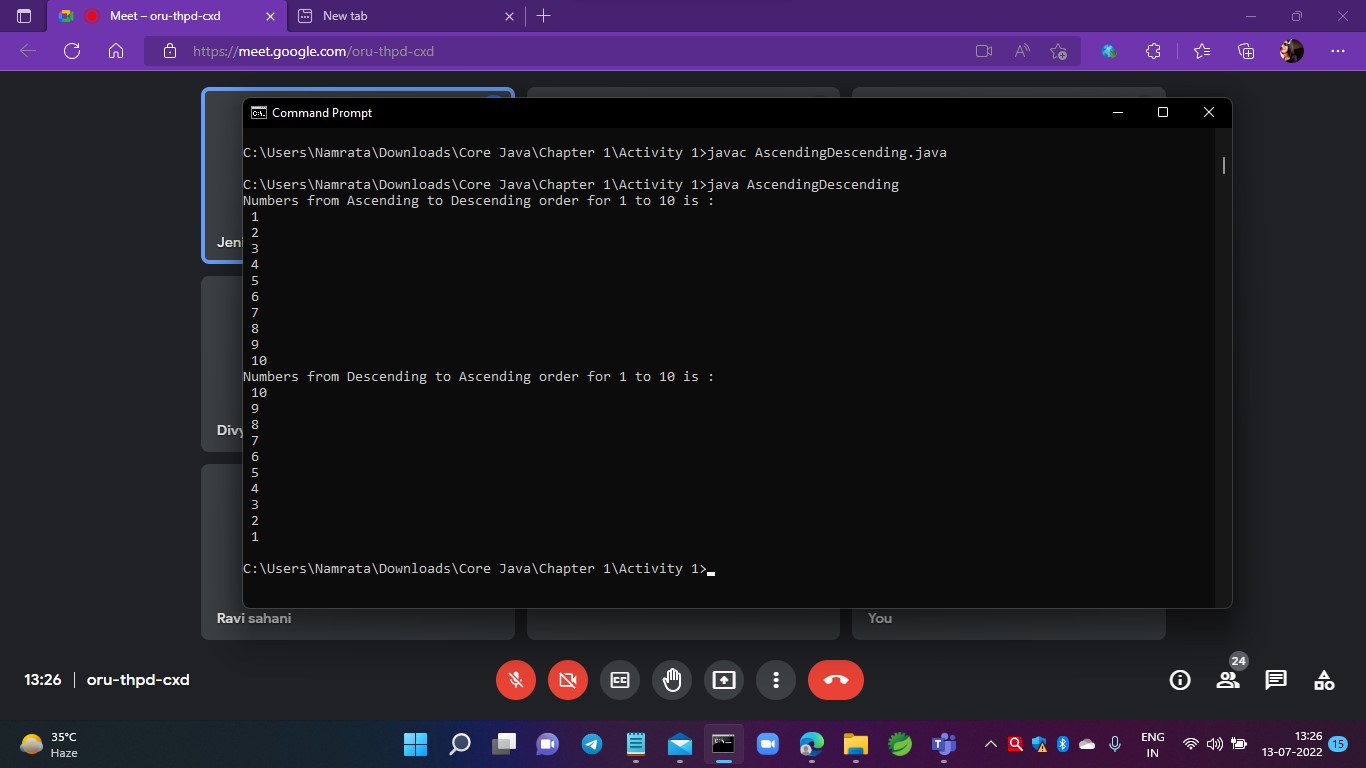 Meet – oru-thpd-cxd
New tab
https://meet.google.com/oru-thpd-cxd
Command Prompt
C:\Users\Namrata\Downloads\Core Java\Chapter 1\Activity 1>javac AscendingDescending.java
C:\Users\Namrata\Downloads\Core Java\Chapter 1\Activity 1>java AscendingDescending
Numbers from Ascending to Descending order for 1 to 10 is :
1
2
3
4
5
6
7
8
9
10
Numbers from Descending to Ascending order for 1 to 10 is :
10
9
8
7
6
5
4
3
2
1
C:\Users\Namrata\Downloads\Core Java\Chapter 1\Activity 1>
Jeni
Divy
Ravi sahani
You
13:26 | oru-thpd-cxd
CC
24
35°C
Haze
ENG
IN
13:26
13-07-2022
15